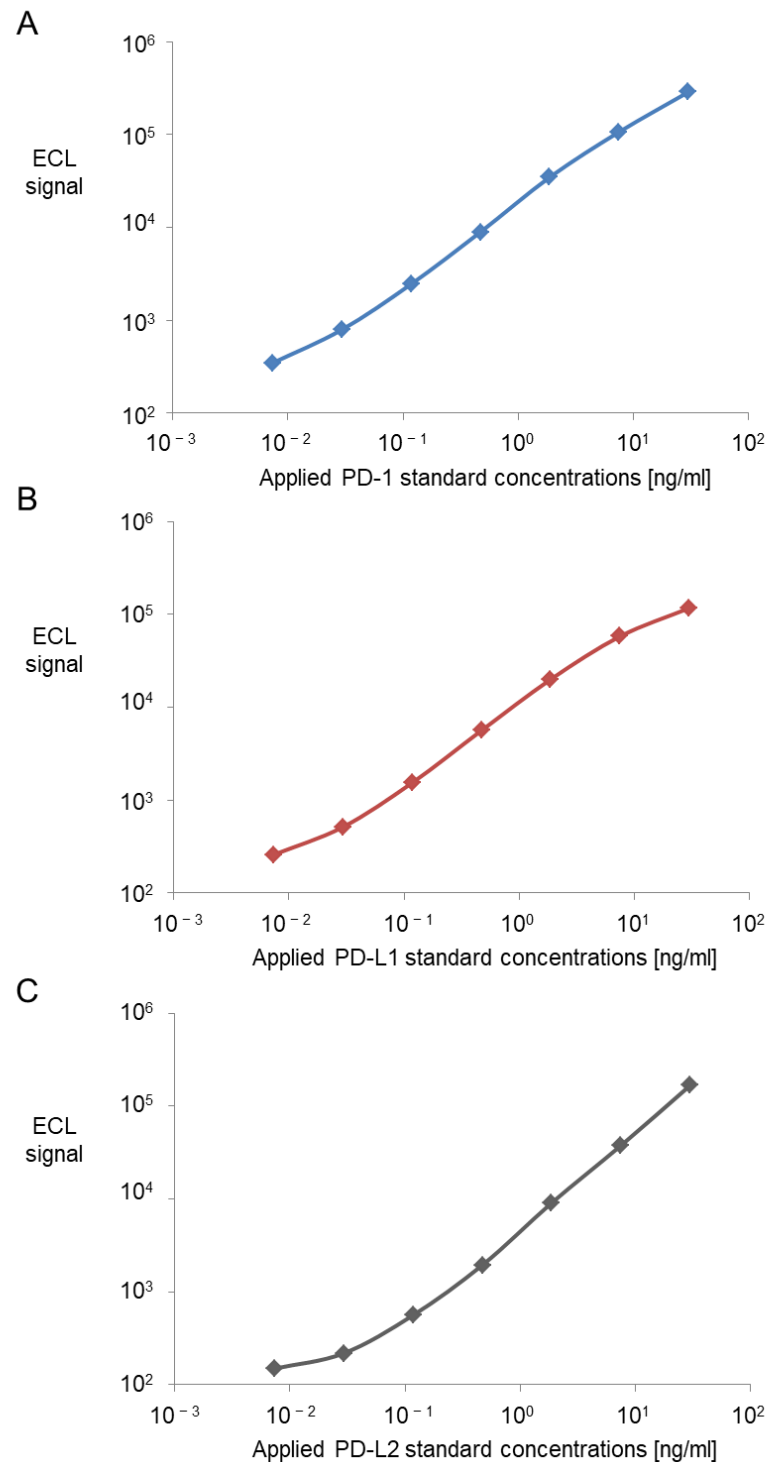 A
10⁶
10⁵
10⁴
10³
10²
ECL
signal
10⁻³ 10⁻² 10⁻¹ 10⁰ 10¹ 10²
Applied PD-1 standard concentrations [ng/ml]
B
10⁶
10⁵
10⁴
10³
10²
ECL
signal
10⁻³ 10⁻² 10⁻¹ 10⁰ 10¹ 10²
Applied PD-L1 standard concentrations [ng/ml]
C
10⁶
10⁵
10⁴
10³
10²
ECL
signal
10⁻³ 10⁻² 10⁻¹ 10⁰ 10¹ 10²
Applied PD-L2 standard concentrations [ng/ml]